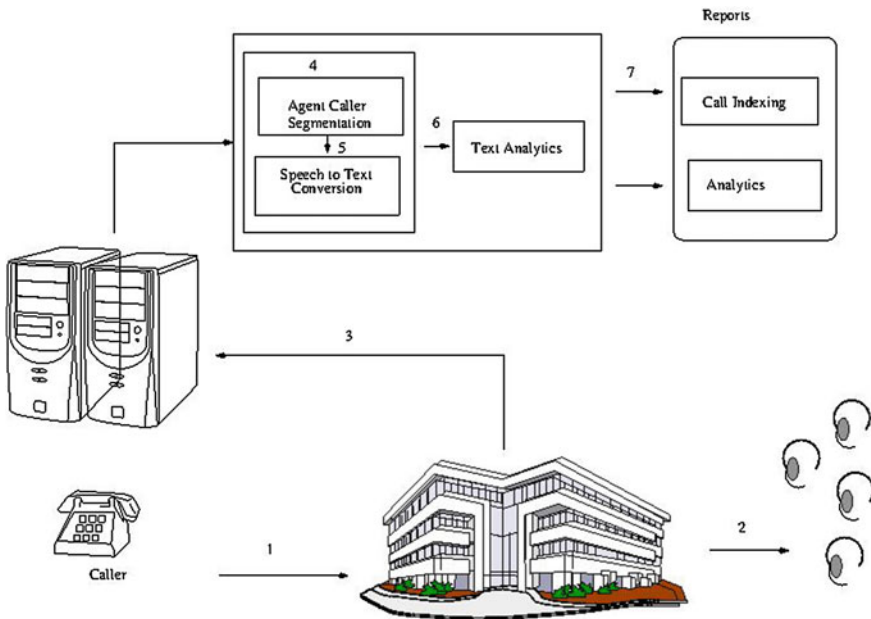 Reports
4
7
Agent Caller
Segmentation
Call Indexing
6
5
Text Analytics
Speech to Text
Conversion
Analytics
3
2
1
Caller